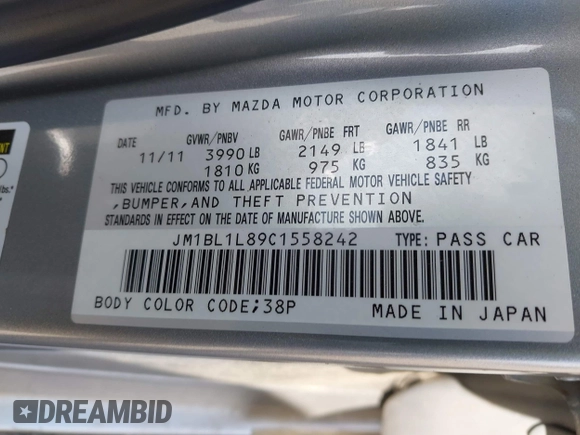 MFD. BY MAZDA MOTOR CORPORATION
DATE GVWR/PNBV GAWR/PNBE FRT GAWR/PNBE RR
11/11 3990 LB 2149 LB 1841 LB
1810 KG 975 KG 835 KG
THIS VEHICLE CONFORMS TO ALL APPLICABLE FEDERAL MOTOR VEHICLE SAFETY
,BUMPER,AND THEFT PREVENTION
STANDARDS IN EFFECT ON THE DATE OF MANUFACTURE SHOWN ABOVE.
JM1BL1L89C1558242 TYPE: PASS CAR
BODY COLOR CODE;38P MADE IN JAPAN
lbs.
DREAMBID